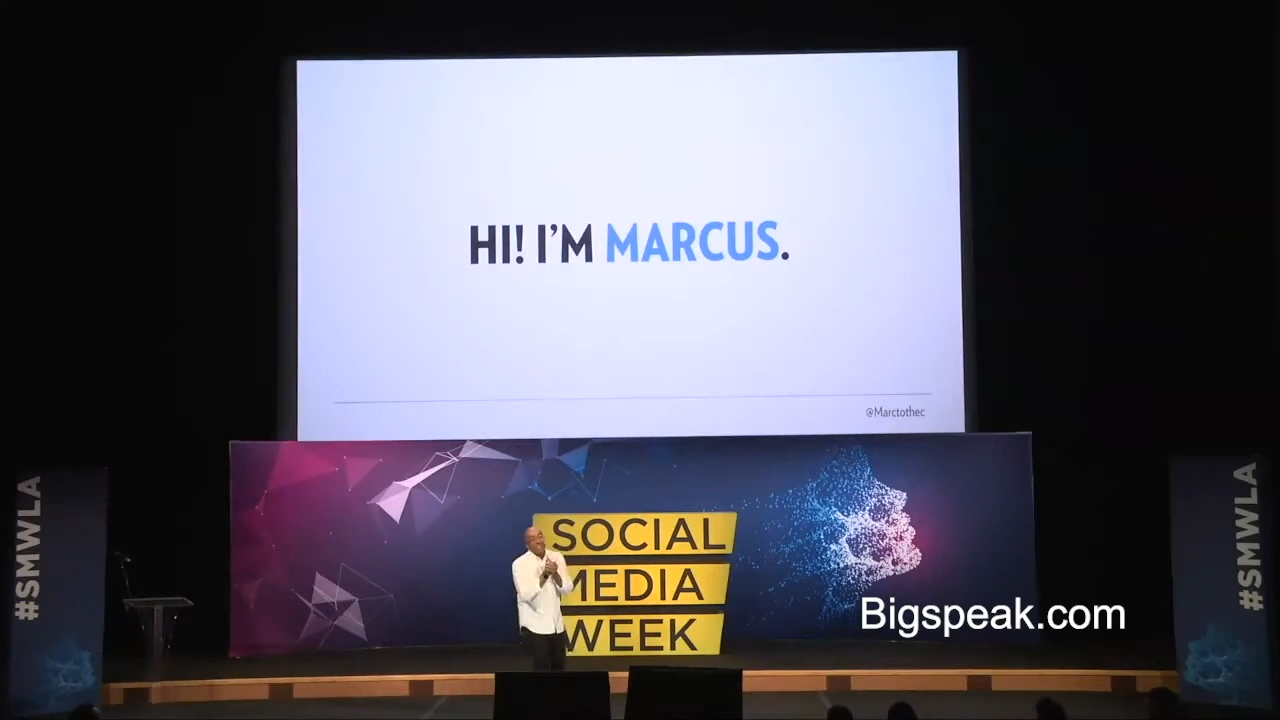 HI! I'M MARCUS.
@Marctothec
#SMWLA
SOCIAL
MEDIA
WEEK
Bigspeak.com
#SMWLA